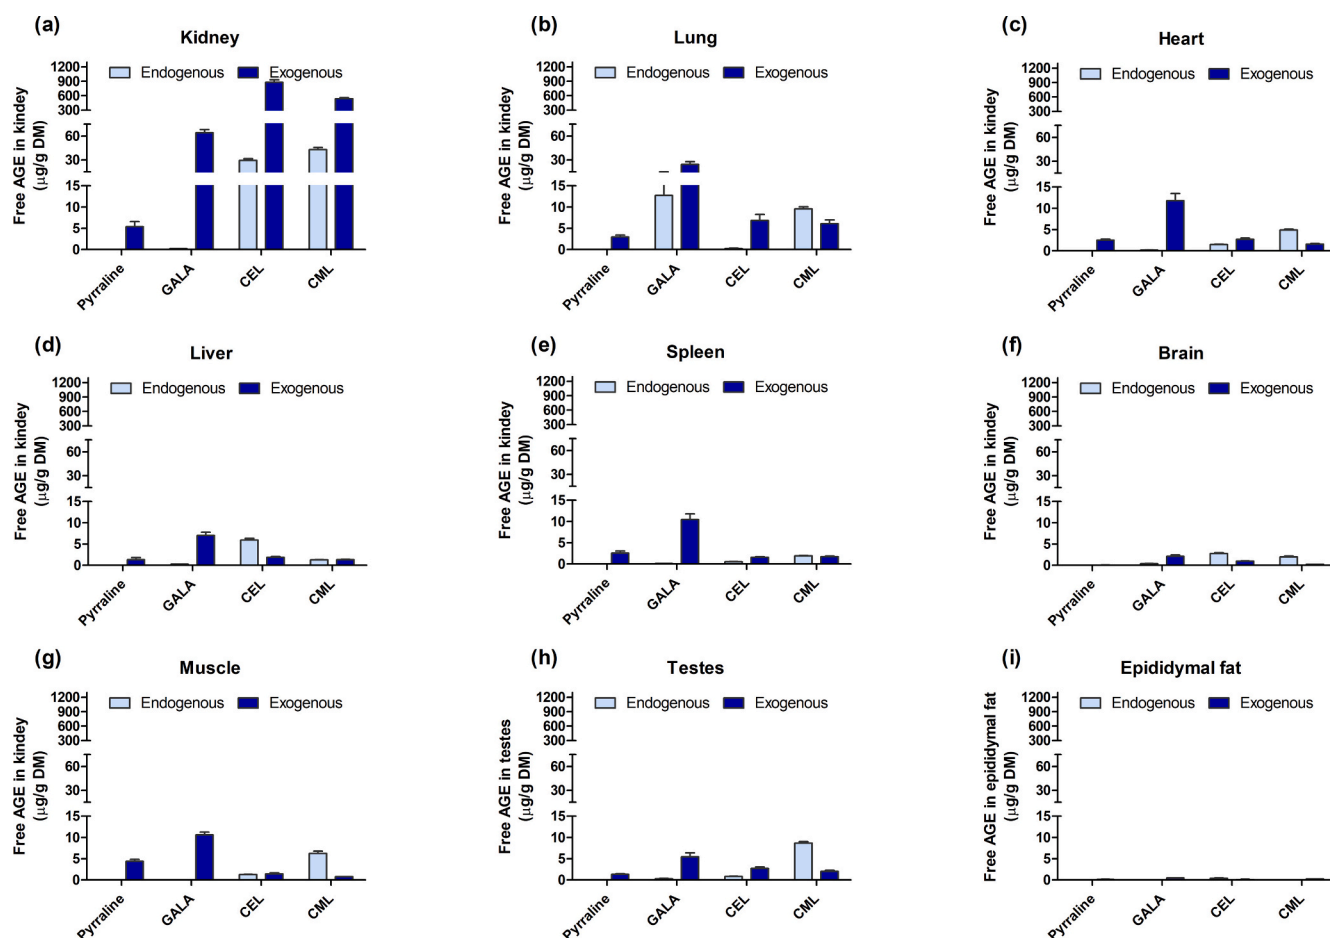 (a)
Kidney
Endogenous Exogenous
Free AGE in kindey
(µg/g DM)
1200
900
600
300
60
30
15
10
5
0
Pyrraline
GALA
CEL
CML
(b)
Lung
Endogenous Exogenous
Free AGE in kindey
(µg/g DM)
1200
900
600
300
60
30
15
10
5
0
Pyrraline
GALA
CEL
CML
(c)
Heart
Endogenous Exogenous
Free AGE in kindey
(µg/g DM)
1200
900
600
300
60
30
15
10
5
0
Pyrraline
GALA
CEL
CML
(d)
Liver
Endogenous Exogenous
Free AGE in kindey
(µg/g DM)
1200
900
600
300
60
30
15
10
5
0
Pyrraline
GALA
CEL
CML
(e)
Spleen
Endogenous Exogenous
Free AGE in kindey
(µg/g DM)
1200
900
600
300
60
30
15
10
5
0
Pyrraline
GALA
CEL
CML
(f)
Brain
Endogenous Exogenous
Free AGE in kindey
(µg/g DM)
1200
900
600
300
60
30
15
10
5
0
Pyrraline
GALA
CEL
CML
(g)
Muscle
Endogenous Exogenous
Free AGE in kindey
(µg/g DM)
1200
900
600
300
60
30
15
10
5
0
Pyrraline
GALA
CEL
CML
(h)
Testes
Endogenous Exogenous
Free AGE in testes
(µg/g DM)
1200
900
600
300
60
30
15
10
5
0
Pyrraline
GALA
CEL
CML
(i)
Epididymal fat
Endogenous Exogenous
Free AGE in epididymal fat
(µg/g DM)
1200
900
600
300
60
30
15
10
5
0
Pyrraline
GALA
CEL
CML